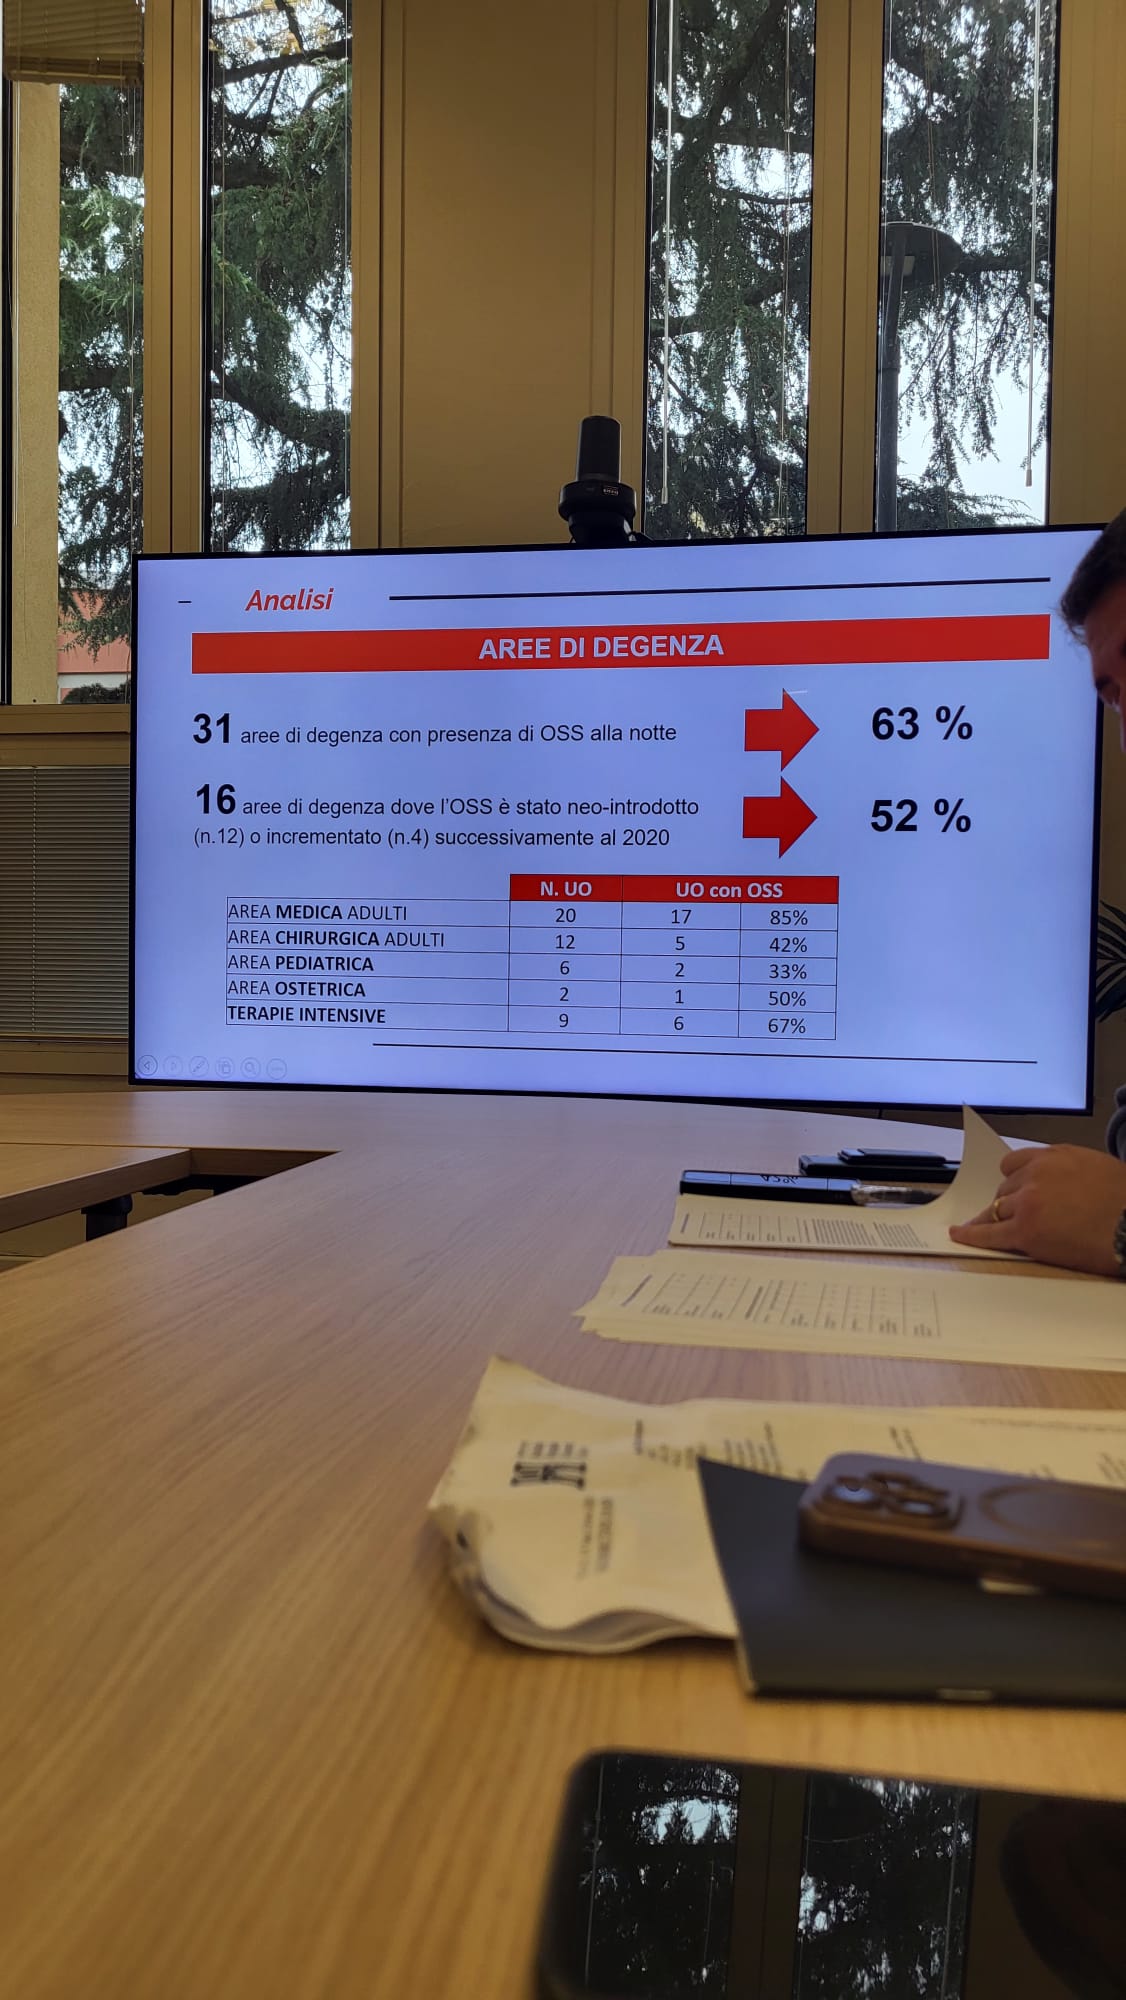 Analisi
AREE DI DEGENZA
31 aree di degenza con presenza di OSS alla notte
63 %
16 aree di degenza dove l'OSS è stato neo-introdotto
(n.12) o incrementato (n.4) successivamente al 2020
52 %
N. UO UO con OSS
AREA MEDICA ADULTI 20 17 85%
AREA CHIRURGICA ADULTI 12 5 42%
AREA PEDIATRICA 6 2 33%
AREA OSTETRICA 2 1 50%
TERAPIE INTENSIVE 9 6 67%